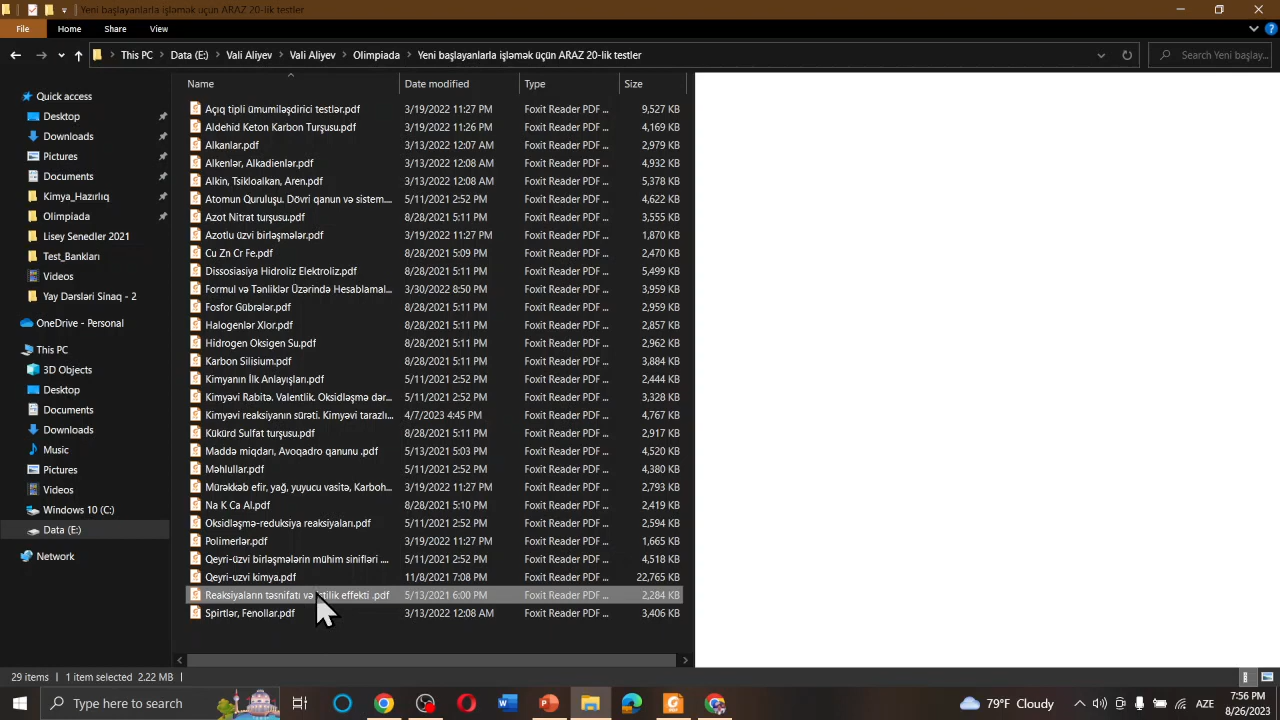 Yeni başlayanlarla işləmək üçün ARAZ 20-lik testler
File Home Share View
This PC Data (E:) Vali Aliyev Vali Aliyev Olimpiada Yeni başlayanlarla işləmək üçün ARAZ 20-lik testler
Search Yeni başlay...
Quick access
Desktop
Downloads
Pictures
Documents
Kimya_Hazırlıq
Olimpiada
Lisey Senedler 2021
Test_Bankları
Videos
Yay Dərsləri Sinaq - 2
OneDrive - Personal
This PC
3D Objects
Desktop
Documents
Downloads
Music
Pictures
Videos
Windows 10 (C:)
Data (E:)
Network
Name Date modified Type Size
Açıq tipli ümumiləşdirici testlər.pdf 3/19/2022 11:27 PM Foxit Reader PDF ... 9,527 KB
Aldehid Keton Karbon Turşusu.pdf 3/19/2022 11:26 PM Foxit Reader PDF ... 4,169 KB
Alkanlar.pdf 3/13/2022 12:07 AM Foxit Reader PDF ... 2,979 KB
Alkenlər, Alkadienlər.pdf 3/13/2022 12:08 AM Foxit Reader PDF ... 4,932 KB
Alkin, Tsikloalkan, Aren.pdf 3/13/2022 12:08 AM Foxit Reader PDF ... 5,378 KB
Atomun Quruluşu. Dövri qanun və sistem.... 5/11/2021 2:52 PM Foxit Reader PDF ... 4,622 KB
Azot Nitrat turşusu.pdf 8/28/2021 5:11 PM Foxit Reader PDF ... 3,555 KB
Azotlu üzvi birləşmələr.pdf 3/19/2022 11:27 PM Foxit Reader PDF ... 1,870 KB
Cu Zn Cr Fe.pdf 8/28/2021 5:09 PM Foxit Reader PDF ... 2,470 KB
Dissosiasiya Hidroliz Elektroliz.pdf 8/28/2021 5:11 PM Foxit Reader PDF ... 5,499 KB
Formul və Tənliklər Üzərində Hesablamal... 3/30/2022 8:50 PM Foxit Reader PDF ... 3,959 KB
Fosfor Gübrələr.pdf 8/28/2021 5:11 PM Foxit Reader PDF ... 2,959 KB
Halogenlər Xlor.pdf 8/28/2021 5:11 PM Foxit Reader PDF ... 2,857 KB
Hidrogen Oksigen Su.pdf 8/28/2021 5:11 PM Foxit Reader PDF ... 2,962 KB
Karbon Silisium.pdf 8/28/2021 5:11 PM Foxit Reader PDF ... 3,884 KB
Kimyanın İlk Anlayışları.pdf 5/11/2021 2:52 PM Foxit Reader PDF ... 2,444 KB
Kimyəvi Rabitə. Valentlik. Oksidləşmə dər... 5/11/2021 2:52 PM Foxit Reader PDF ... 3,328 KB
Kimyəvi reaksiyanın sürəti. Kimyəvi tarazlı... 4/7/2023 4:45 PM Foxit Reader PDF ... 4,767 KB
Kükürd Sulfat turşusu.pdf 8/28/2021 5:11 PM Foxit Reader PDF ... 2,917 KB
Maddə miqdarı, Avoqadro qanunu .pdf 5/13/2021 5:03 PM Foxit Reader PDF ... 4,520 KB
Məhlullar.pdf 5/11/2021 2:52 PM Foxit Reader PDF ... 4,380 KB
Mürəkkəb efir, yağ, yuyucu vasitə, Karboh... 3/19/2022 11:27 PM Foxit Reader PDF ... 2,793 KB
Na K Ca Al.pdf 8/28/2021 5:10 PM Foxit Reader PDF ... 2,419 KB
Oksidləşmə-reduksiya reaksiyaları.pdf 5/11/2021 2:52 PM Foxit Reader PDF ... 2,594 KB
Polimerlər.pdf 3/19/2022 11:27 PM Foxit Reader PDF ... 1,665 KB
Qeyri-üzvi birləşmələrin mühim sinifləri .... 5/11/2021 2:52 PM Foxit Reader PDF ... 4,518 KB
Qeyri-uzvi kimya.pdf 11/8/2021 7:08 PM Foxit Reader PDF ... 22,765 KB
Reaksiyaların təsnifatı və istilik effekti .pdf 5/13/2021 6:00 PM Foxit Reader PDF ... 2,284 KB
Spirtlər, Fenollar.pdf 3/13/2022 12:08 AM Foxit Reader PDF ... 3,406 KB
29 items 1 item selected 2.22 MB
Type here to search
79°F Cloudy
AZE
7:56 PM
8/26/2023